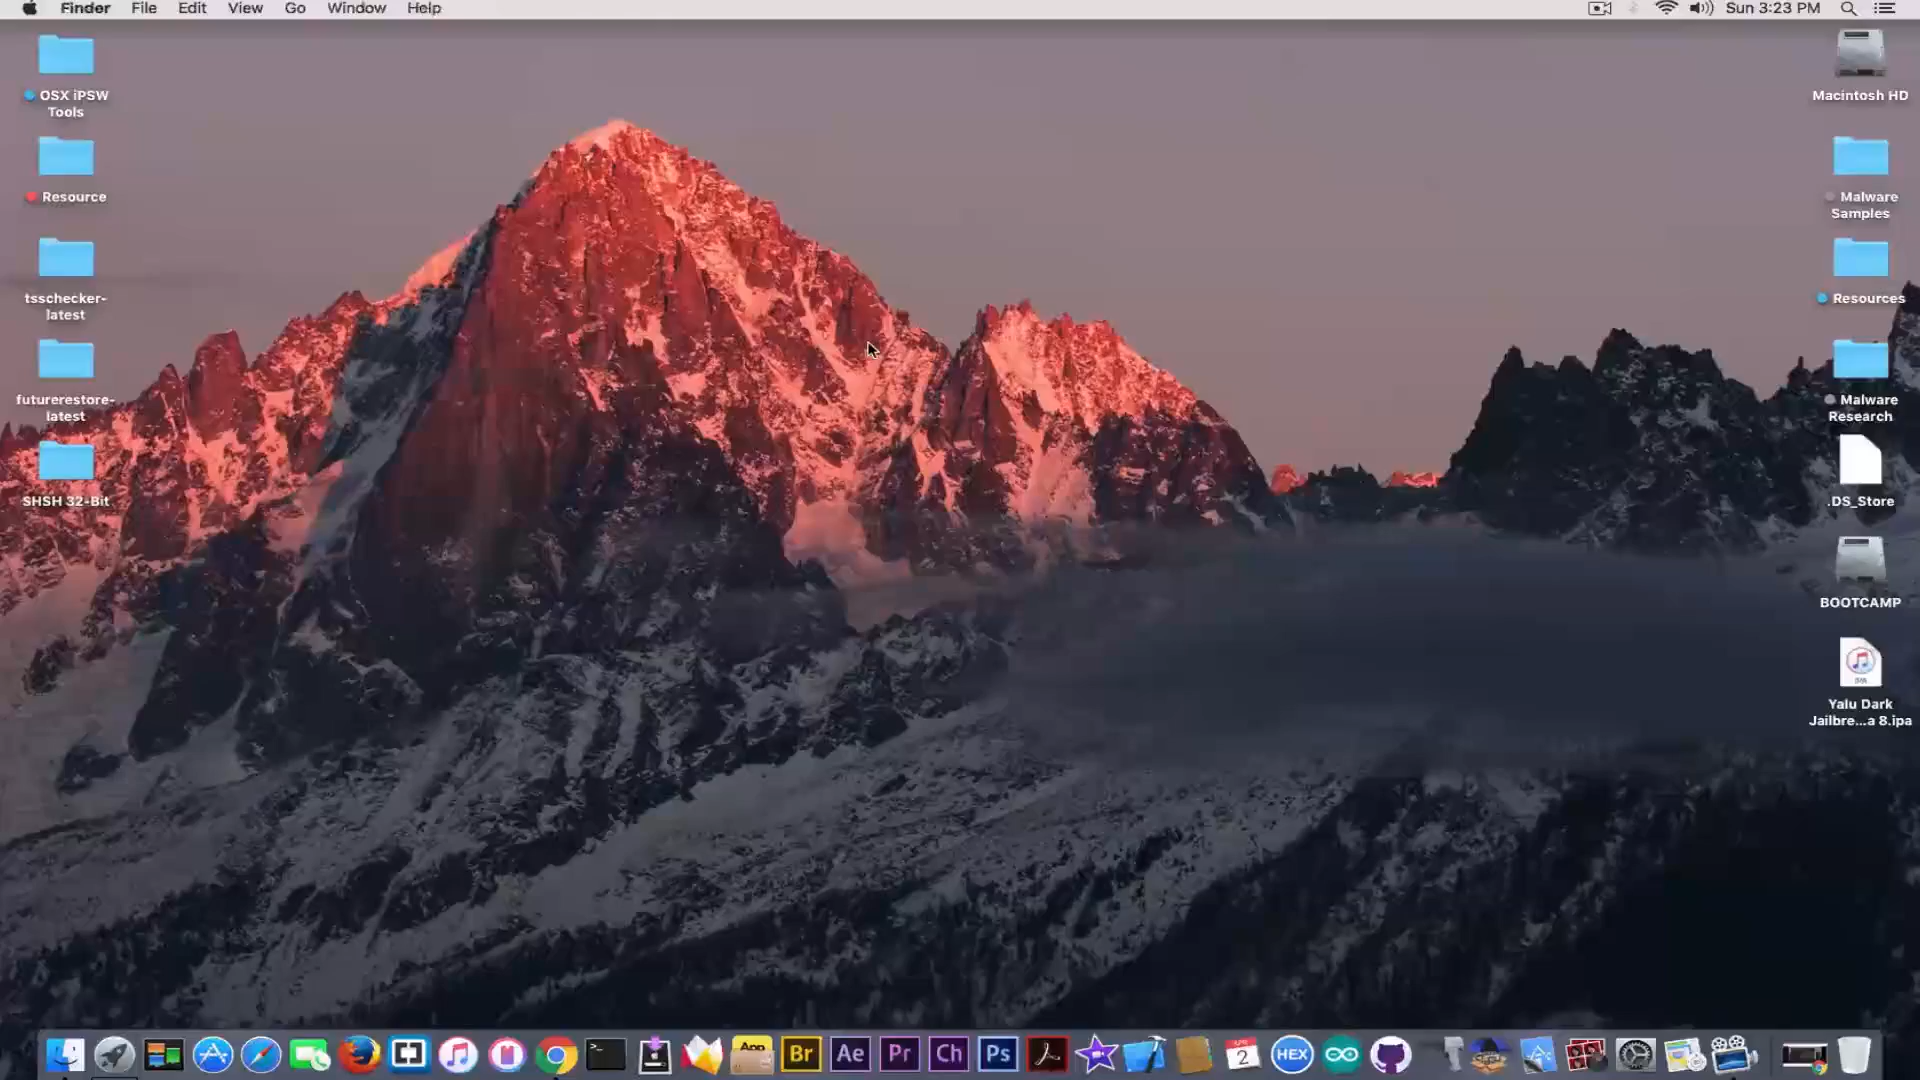 Finder File Edit View Go Window Help Sun 3:23 PM
OSX iPSW
Tools
Resource
tsschecker-
latest
futurerestore-
latest
SHSH 32-Bit
Macintosh HD
Malware
Samples
Resources
Malware
Research
.DS_Store
BOOTCAMP
Yalu Dark
Jailbre...a 8.ipa
App
Br
Ae
Pr
Ch
Ps
2
HEX